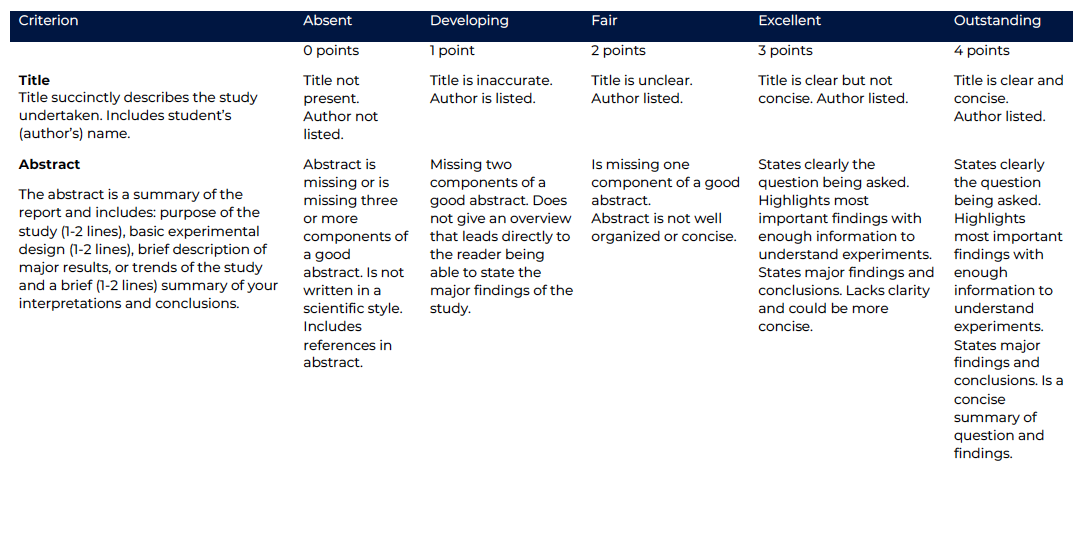 Criterion Absent Developing Fair Excellent Outstanding
0 points 1 point 2 points 3 points 4 points
Title
Title succinctly describes the study
undertaken. Includes student's
(author's) name.
Title not
present.
Author not
listed.
Title is inaccurate.
Author is listed.
Title is unclear.
Author listed.
Title is clear but not
concise. Author listed.
Title is clear and
concise.
Author listed.
Abstract
The abstract is a summary of the
report and includes: purpose of the
study (1-2 lines), basic experimental
design (1-2 lines), brief description of
major results, or trends of the study
and a brief (1-2 lines) summary of your
interpretations and conclusions.
Abstract is
missing or is
missing three
or more
components of
a good
abstract. Is not
written in a
scientific style.
Includes
references in
abstract.
Missing two
components of a
good abstract. Does
not give an overview
that leads directly to
the reader being
able to state the
major findings of the
study.
Is missing one
component of a good
abstract.
Abstract is not well
organized or concise.
States clearly the
question being asked.
Highlights most
important findings with
enough information to
understand experiments.
States major findings and
conclusions. Lacks clarity
and could be more
concise.
States clearly
the question
being asked.
Highlights
most important
findings with
enough
information to
understand
experiments.
States major
findings and
conclusions. Is a
concise
summary of
question and
findings.